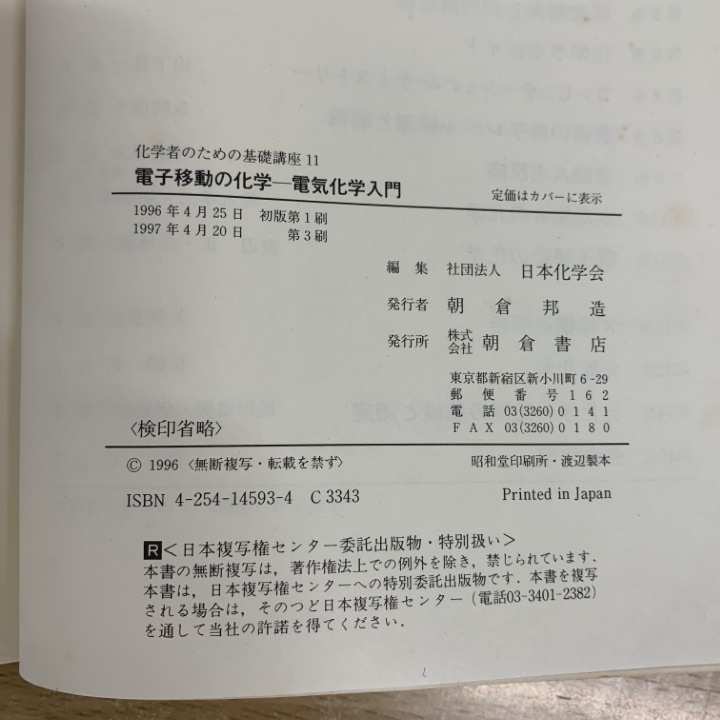 化学者のための基礎講座 11
電子移動の化学―電気化学入門
定価はカバーに表示
1996 年 4 月 25 日　初版第 1 刷
1997 年 4 月 20 日　第 3 刷
編　集　社団法人　日本化学会
発行者　朝　倉　邦　造
発行所　株式会社　朝　倉　書　店
東京都新宿区新小川町 6-29
郵便番号 162
電話 03(3260)0141
FAX 03(3260)0180
〈検印省略〉
© 1996〈無断複写・転載を禁ず〉　昭和堂印刷所・渡辺製本
ISBN 4-254-14593-4　C 3343　Printed in Japan
R＜日本複写権センター委託出版物・特別扱い＞
本書の無断複写は，著作権法上での例外を除き，禁じられています．
本書は，日本複写権センターへの特別委託出版物です．本書を複写
される場合は，そのつど日本複写権センター（電話03-3401-2382）
を通して当社の許諾を得てください．